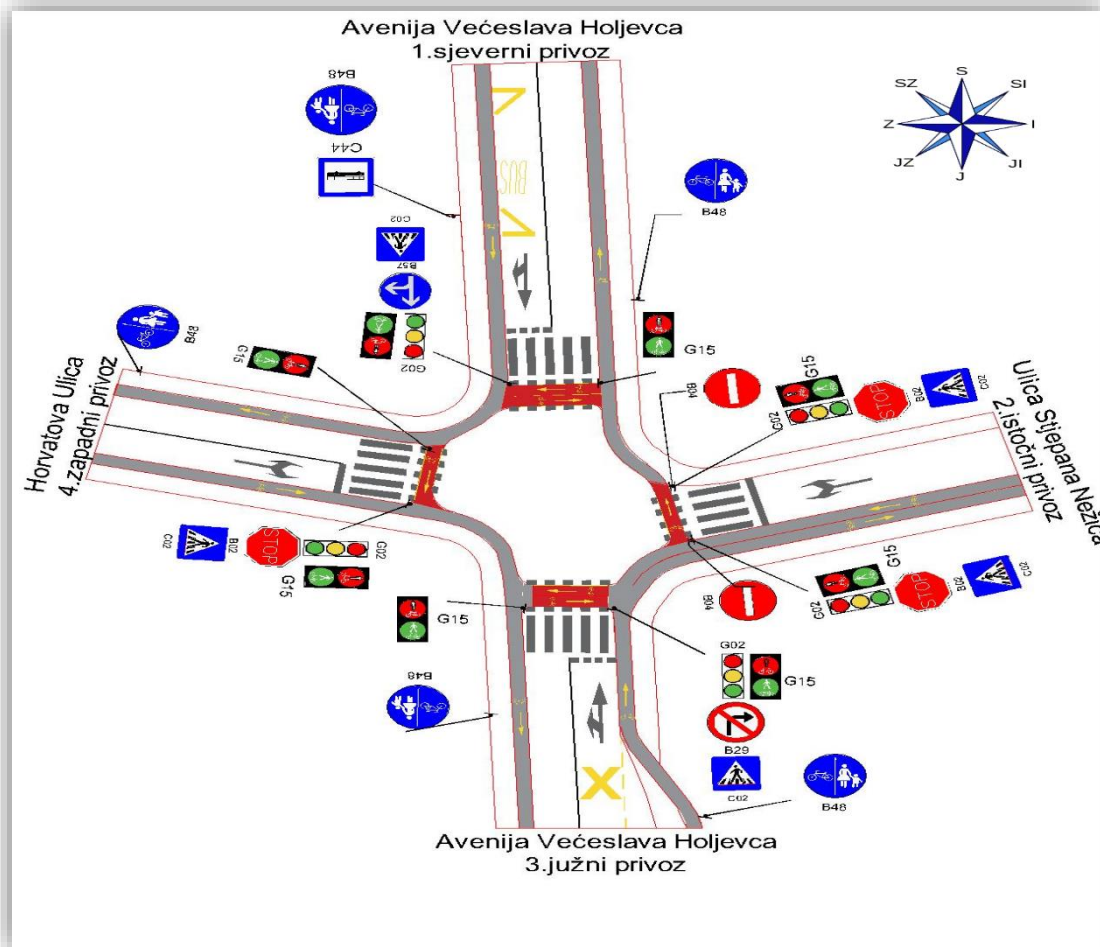 Avenija Većeslava Holjevca
1.sjeverni privoz
B48
C44
BUS
C02
B57
G02
G15
B48
SZ
S
SI
Z
I
JZ
J
JI
B48
G15
Horvatova Ulica
4.zapadni privoz
B04
G15
G02
STOP
B02
C02
Ulica Stjepana Nežića
2.istočni privoz
C02
B02
STOP
G02
G15
G15
B04
G15
G02
STOP
B02
C02
B48
G02
G15
B29
C02
B48
Avenija Većeslava Holjevca
3.južni privoz